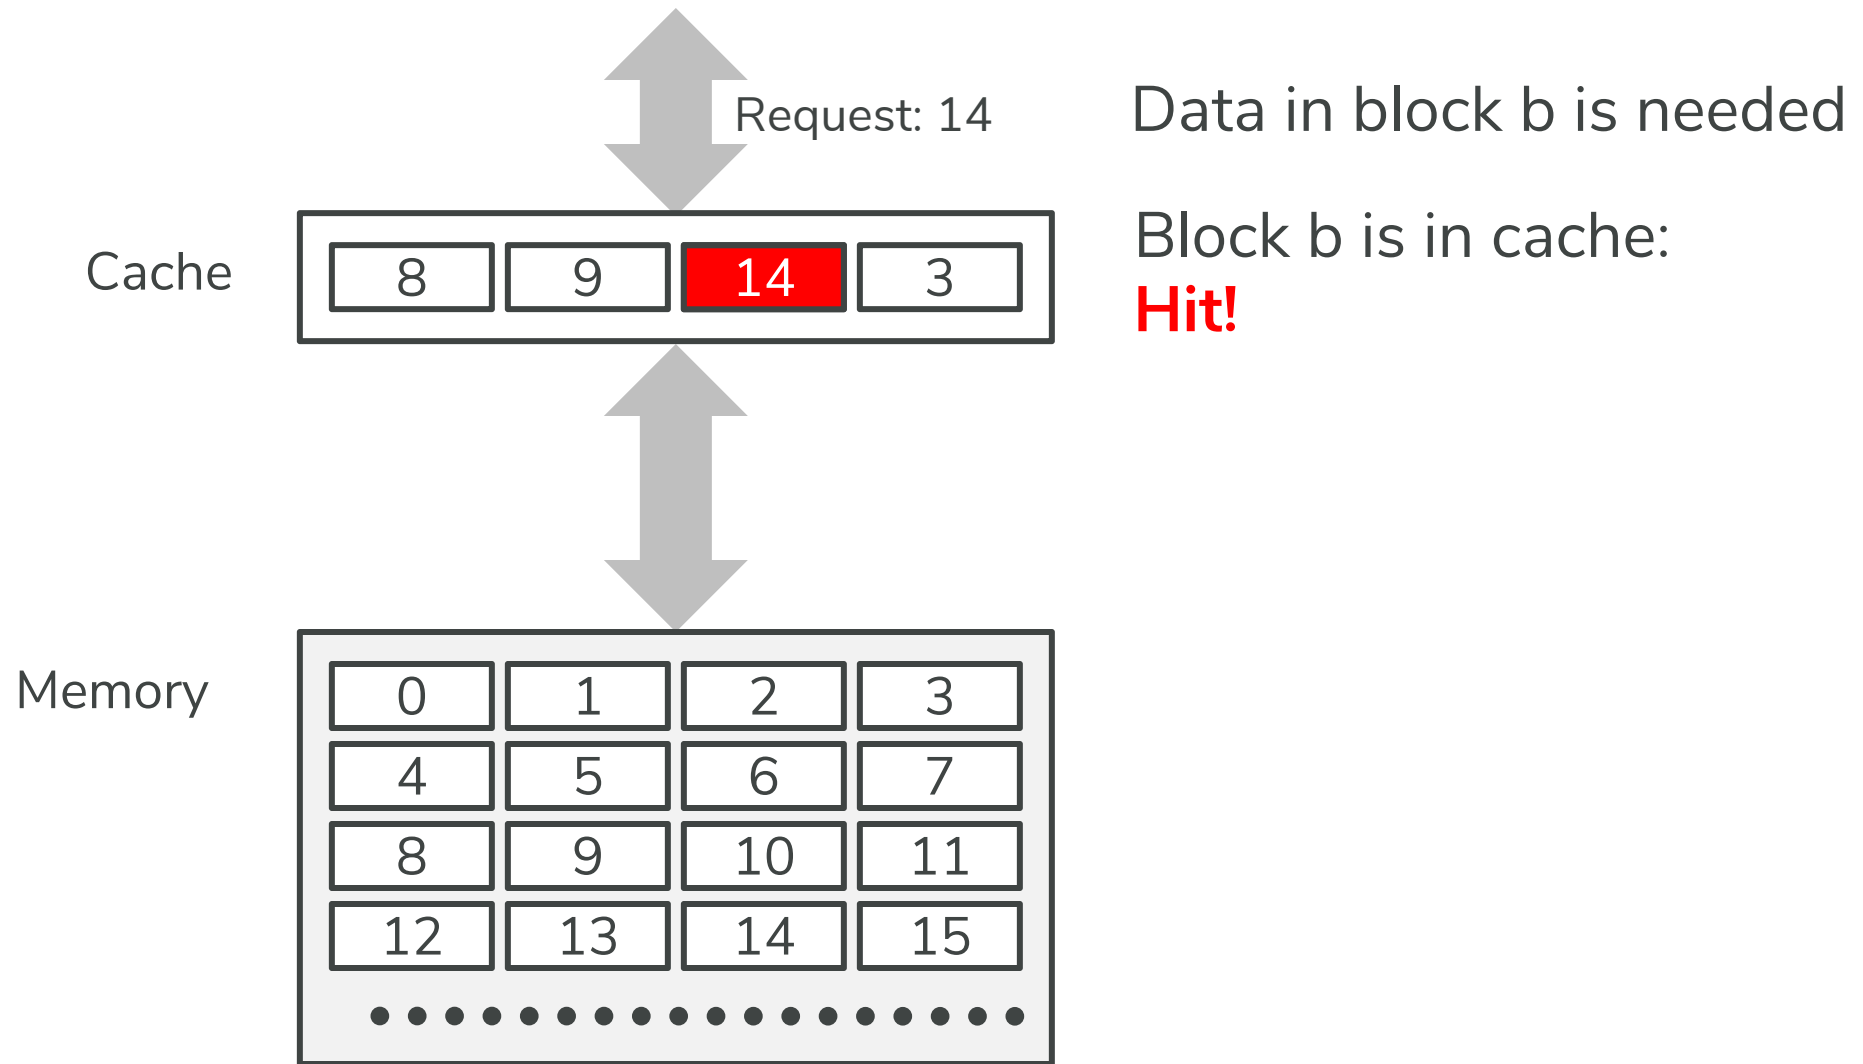 Request: 14
Data in block b is needed
Cache
8 9 14 3
Block b is in cache:
Hit!
Memory
0 1 2 3
4 5 6 7
8 9 10 11
12 13 14 15